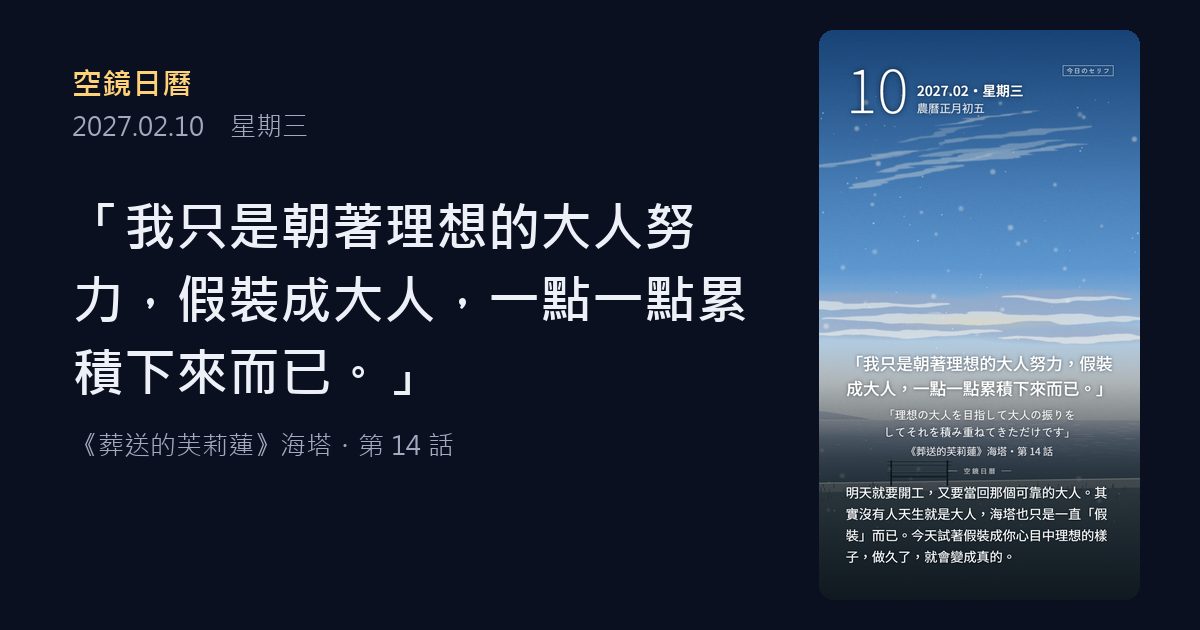 空鏡日曆
2027.02.10 星期三
「我只是朝著理想的大人努
力，假裝成大人，一點一點累
積下來而已。」
《葬送的芙莉蓮》海塔・第 14 話
10
2027.02・星期三
農曆正月初五
今日のセリフ
「我只是朝著理想的大人努力，假裝
成大人，一點一點累積下來而已。」
「理想の大人を目指して大人の振りを
してそれを積み重ねてきただけです」
《葬送的芙莉蓮》海塔・第 14 話
空鏡日曆
明天就要開工，又要當回那個可靠的大人。其
實沒有人天生就是大人，海塔也只是一直「假
裝」而已。今天試著假裝成你心目中理想的樣
子，做久了，就會變成真的。